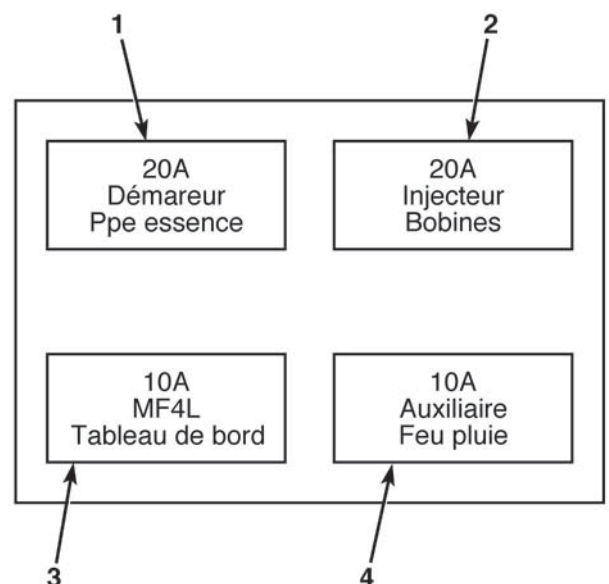 1
2
20A
Démareur
Ppe essence
20A
Injecteur
Bobines
10A
MF4L
Tableau de bord
10A
Auxiliaire
Feu pluie
3
4